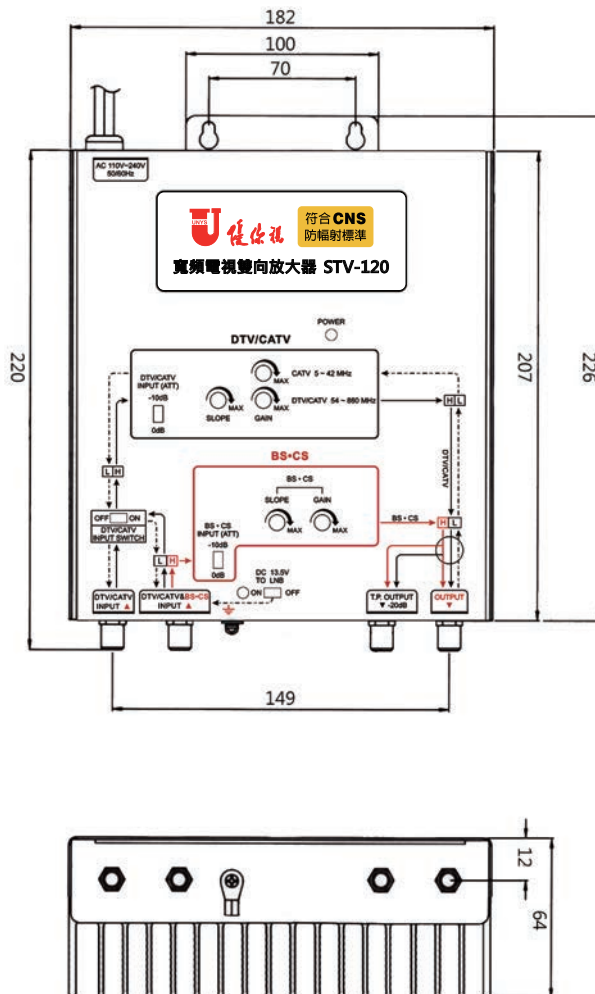 182
100
70
AC 110V~240V
50/60Hz
UNYS
優依視
符合CNS
防幅射標準
寬頻電視雙向放大器 STV-120
220
207
226
POWER
DTV/CATV
DTV/CATV
INPUT (ATT)
-10dB
0dB
CATV 5~42 MHz
MAX
DTV/CATV 54~860 MHz
MAX
MAX
SLOPE
GAIN
H L
L H
DTV/CATV
BS•CS
BS•CS
SLOPE
GAIN
MAX
MAX
BS•CS
INPUT (ATT)
-10dB
0dB
BS•CS
H L
OFF ON
DTV/CATV
INPUT SWITCH
L H
DC 13.5V
TO LNB
ON OFF
DTV/CATV
INPUT ▲
DTV/CATV&BS•CS
INPUT ▲
T.P. OUTPUT
▼ -20dB
OUTPUT
▼
149
12
64